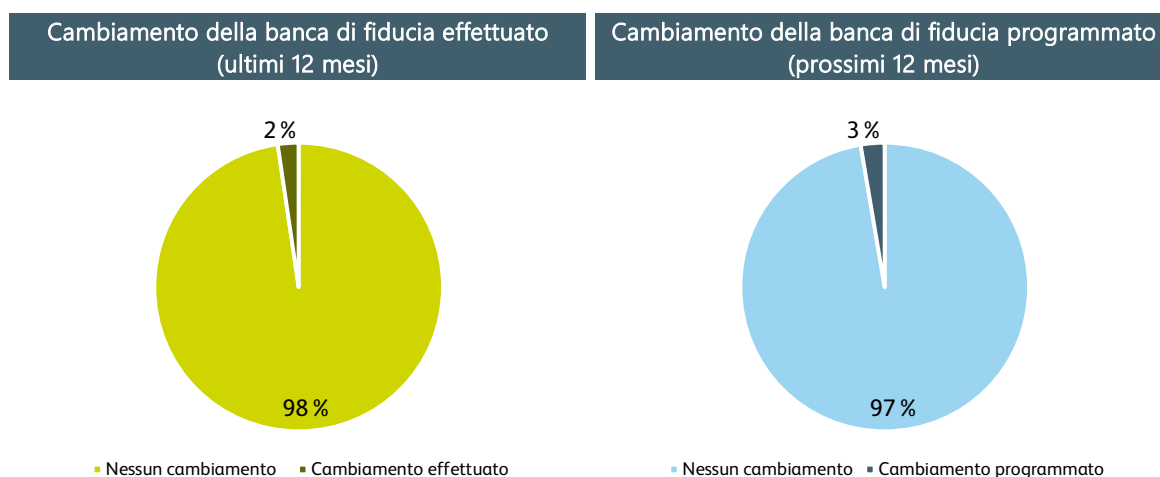 Cambiamento della banca di fiducia effettuato
(ultimi 12 mesi)
2 %
98 %
Nessun cambiamento
Cambiamento effettuato
Cambiamento della banca di fiducia programmato
(prossimi 12 mesi)
3 %
97 %
Nessun cambiamento
Cambiamento programmato